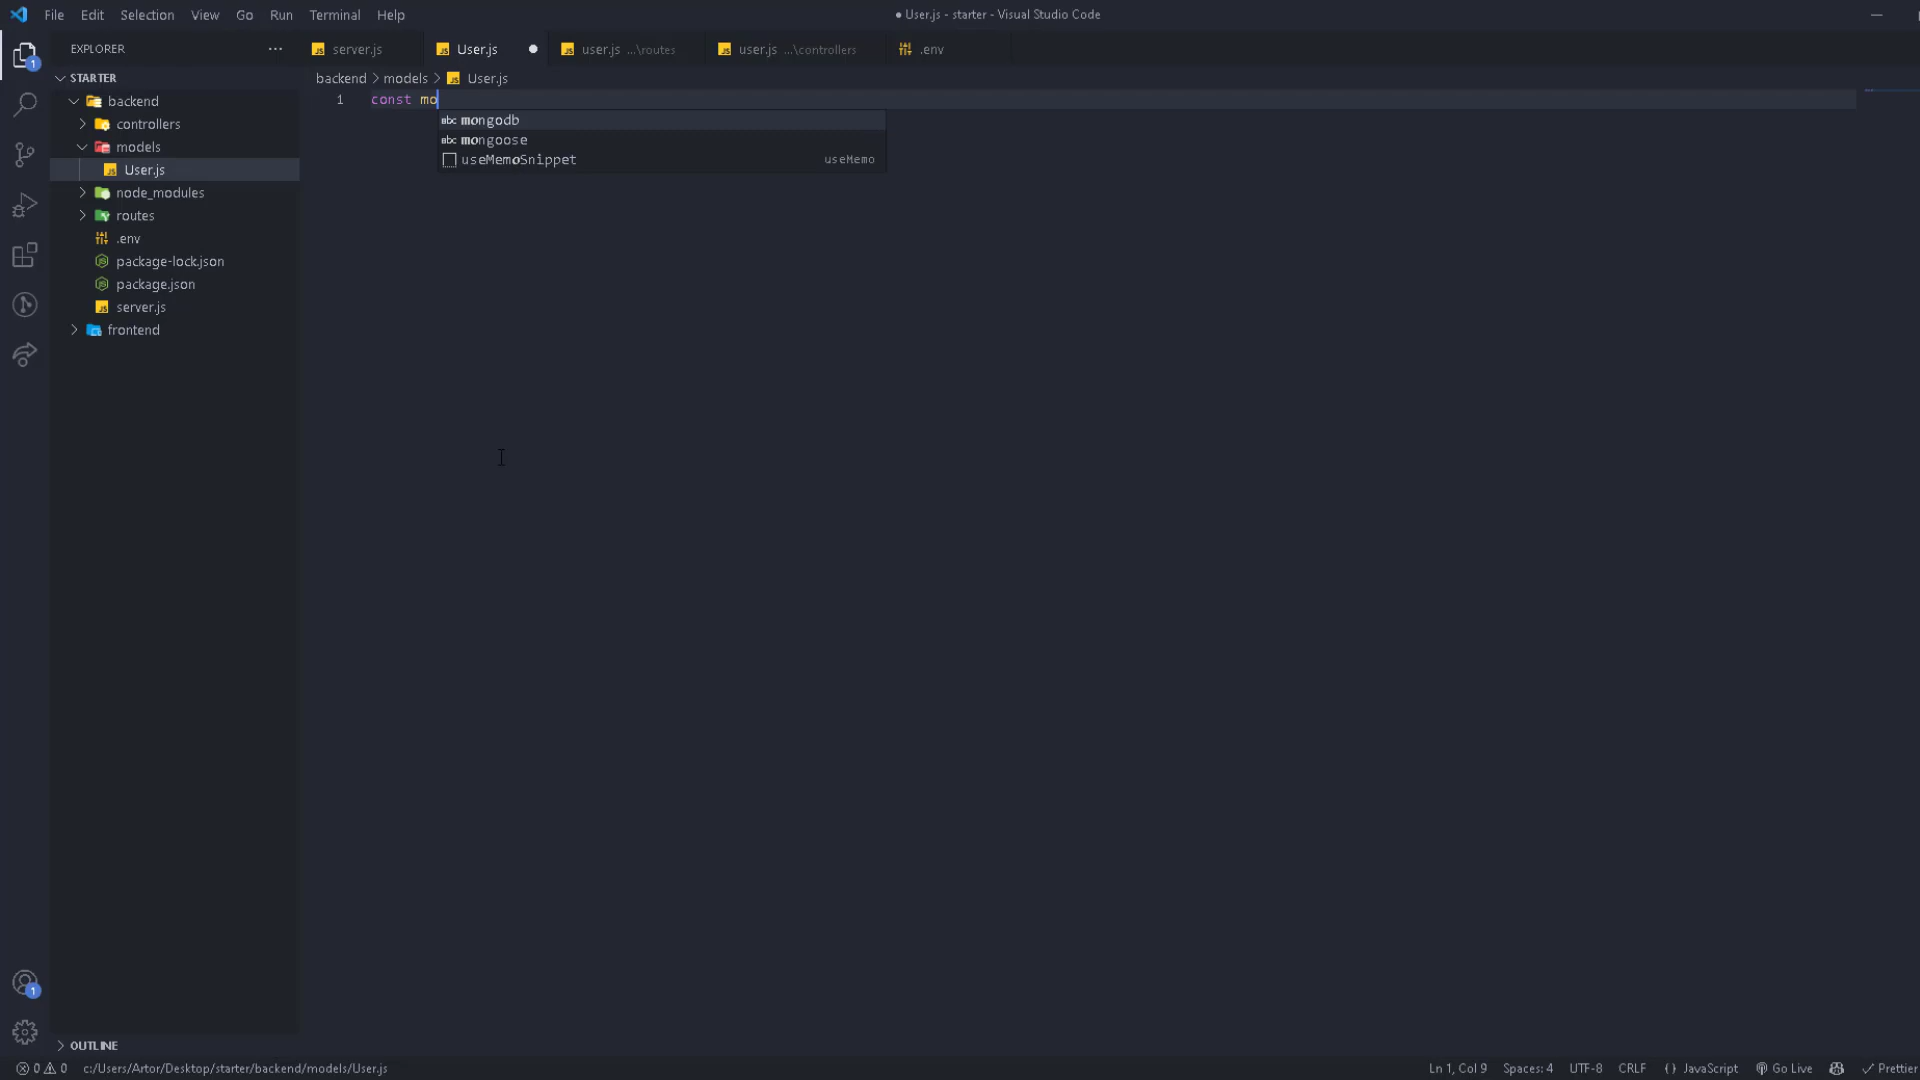 File Edit Selection View Go Run Terminal Help
● User.js - starter - Visual Studio Code
EXPLORER ···
server.js
User.js
user.js ...\routes
user.js ...\controllers
.env
1
STARTER
backend > models > User.js
backend
1 const mo
controllers
mongodb
mongoose
useMemoSnippet useMemo
models
User.js
node_modules
routes
.env
package-lock.json
package.json
server.js
frontend
1
OUTLINE
0 0 c:/Users/Artor/Desktop/starter/backend/models/User.js
Ln 1, Col 9 Spaces: 4 UTF-8 CRLF {} JavaScript Go Live Prettier